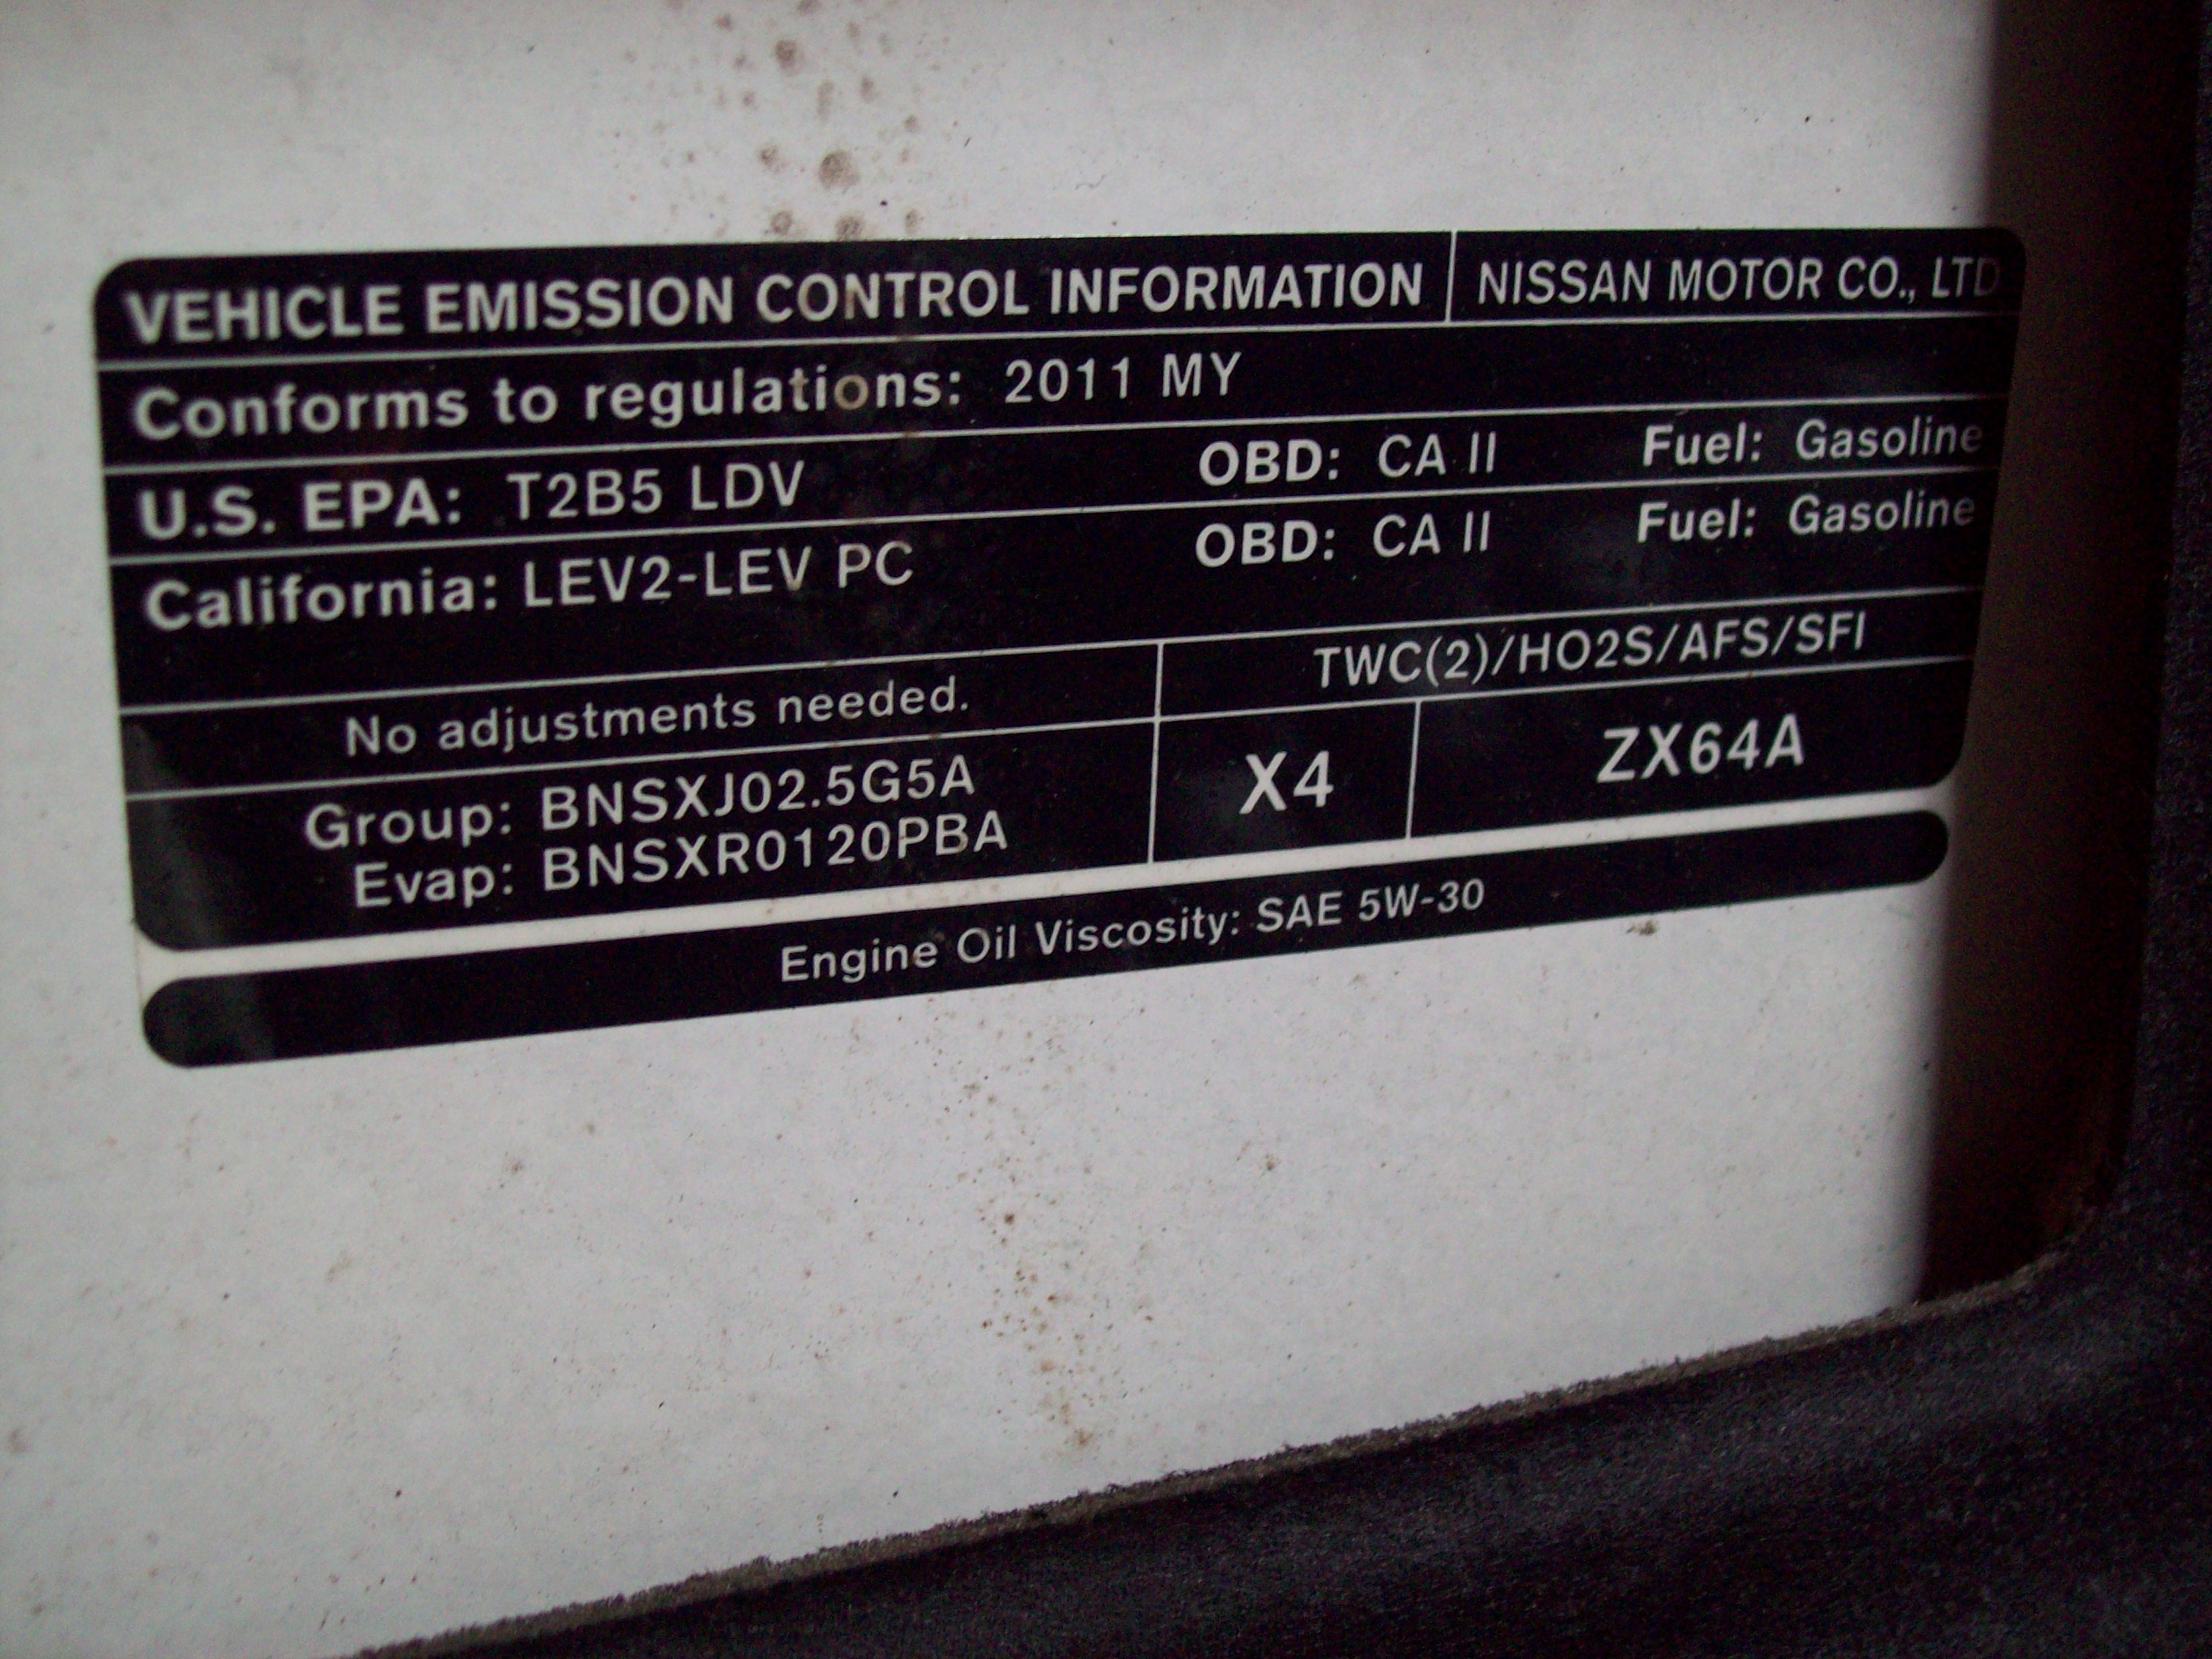 VEHICLE EMISSION CONTROL INFORMATION NISSAN MOTOR CO., LTD
Conforms to regulations: 2011 MY
U.S. EPA: T2B5 LDV OBD: CA II Fuel: Gasoline
California: LEV2-LEV PC OBD: CA II Fuel: Gasoline
No adjustments needed. TWC(2)/HO2S/AFS/SFI
Group: BNSXJ02.5G5A X4 ZX64A
Evap: BNSXR0120PBA
Engine Oil Viscosity: SAE 5W-30